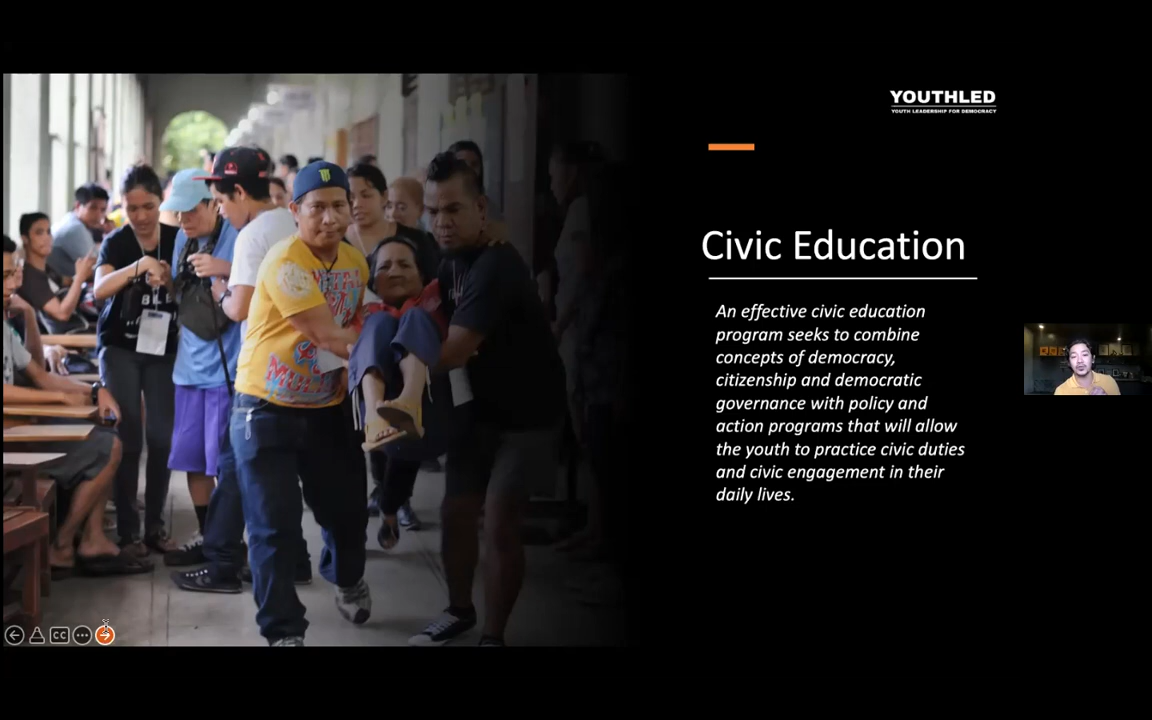 YOUTHLED
YOUTH LEADERSHIP FOR DEMOCRACY
Civic Education
An effective civic education
program seeks to combine
concepts of democracy,
citizenship and democratic
governance with policy and
action programs that will allow
the youth to practice civic duties
and civic engagement in their
daily lives.
CC